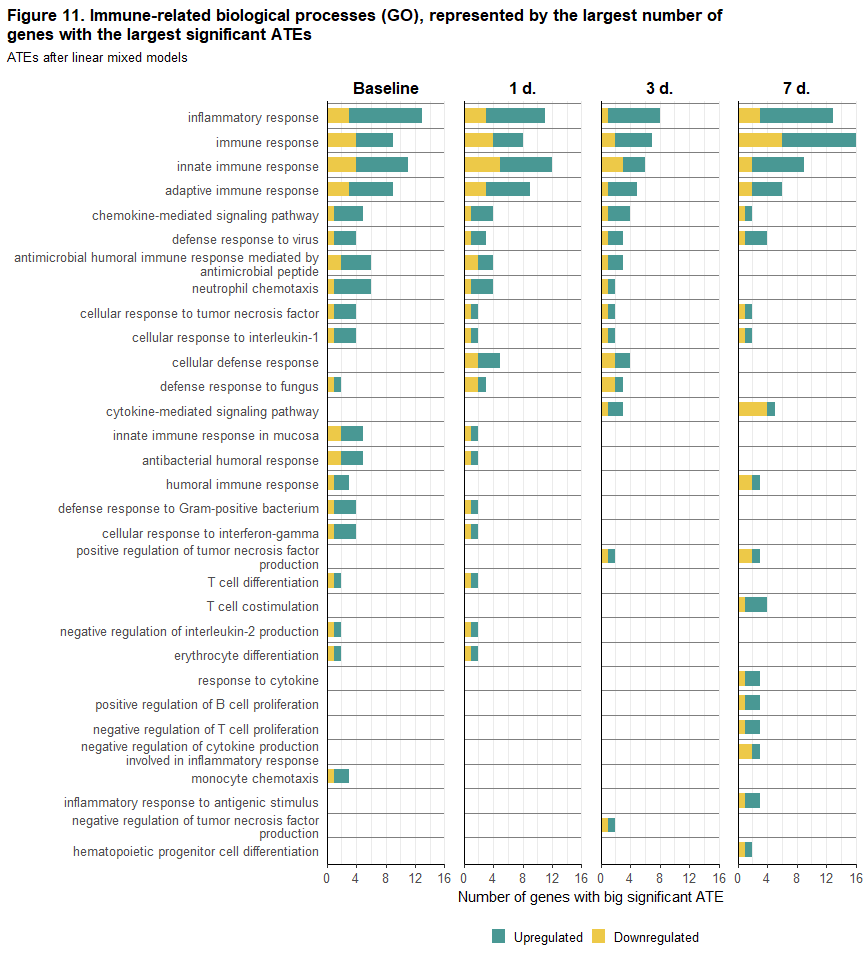 Figure 11. Immune-related biological processes (GO), represented by the largest number of
genes with the largest significant ATEs
ATEs after linear mixed models
Baseline 1 d. 3 d. 7 d.
inflammatory response
immune response
innate immune response
adaptive immune response
chemokine-mediated signaling pathway
defense response to virus
antimicrobial humoral immune response mediated by
antimicrobial peptide
neutrophil chemotaxis
cellular response to tumor necrosis factor
cellular response to interleukin-1
cellular defense response
defense response to fungus
cytokine-mediated signaling pathway
innate immune response in mucosa
antibacterial humoral response
humoral immune response
defense response to Gram-positive bacterium
cellular response to interferon-gamma
positive regulation of tumor necrosis factor
production
T cell differentiation
T cell costimulation
negative regulation of interleukin-2 production
erythrocyte differentiation
response to cytokine
positive regulation of B cell proliferation
negative regulation of T cell proliferation
negative regulation of cytokine production
involved in inflammatory response
monocyte chemotaxis
inflammatory response to antigenic stimulus
negative regulation of tumor necrosis factor
production
hematopoietic progenitor cell differentiation
0 4 8 12 16 0 4 8 12 16 0 4 8 12 16 0 4 8 12 16
Number of genes with big significant ATE
Upregulated Downregulated